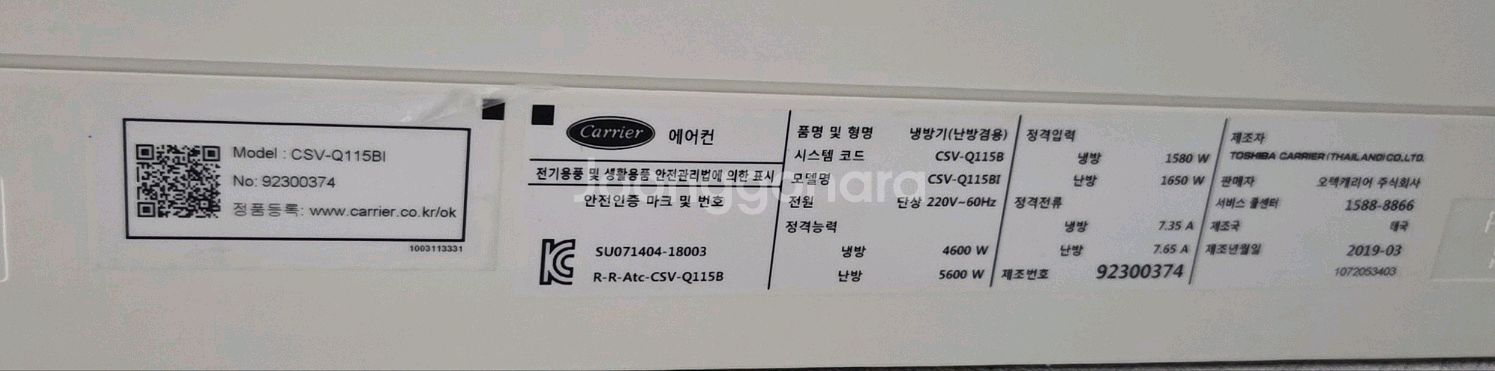 Model : CSV-Q115BI
No: 92300374
정품등록: www.carrier.co.kr/ok
1003113331
Carrier 에어컨
전기용품 및 생활용품 안전관리법에 의한 표시
안전인증 마크 및 번호
SU071404-18003
R-R-Atc-CSV-Q115B
품명 및 형명 냉방기(난방겸용)
시스템 코드 CSV-Q115B
모델명 CSV-Q115BI
전원 단상 220V~60Hz
정격능력
냉방 4600 W
난방 5600 W
정격입력
냉방 1580 W
난방 1650 W
정격전류
냉방 7.35 A
난방 7.65 A
제조번호 92300374
제조자
TOSHIBA CARRIER (THAILAND) CO., LTD.
판매자 오텍캐리어 주식회사
서비스 콜센터 1588-8866
제조국 태국
제조년월일 2019-03
1072053403
Joonggonara